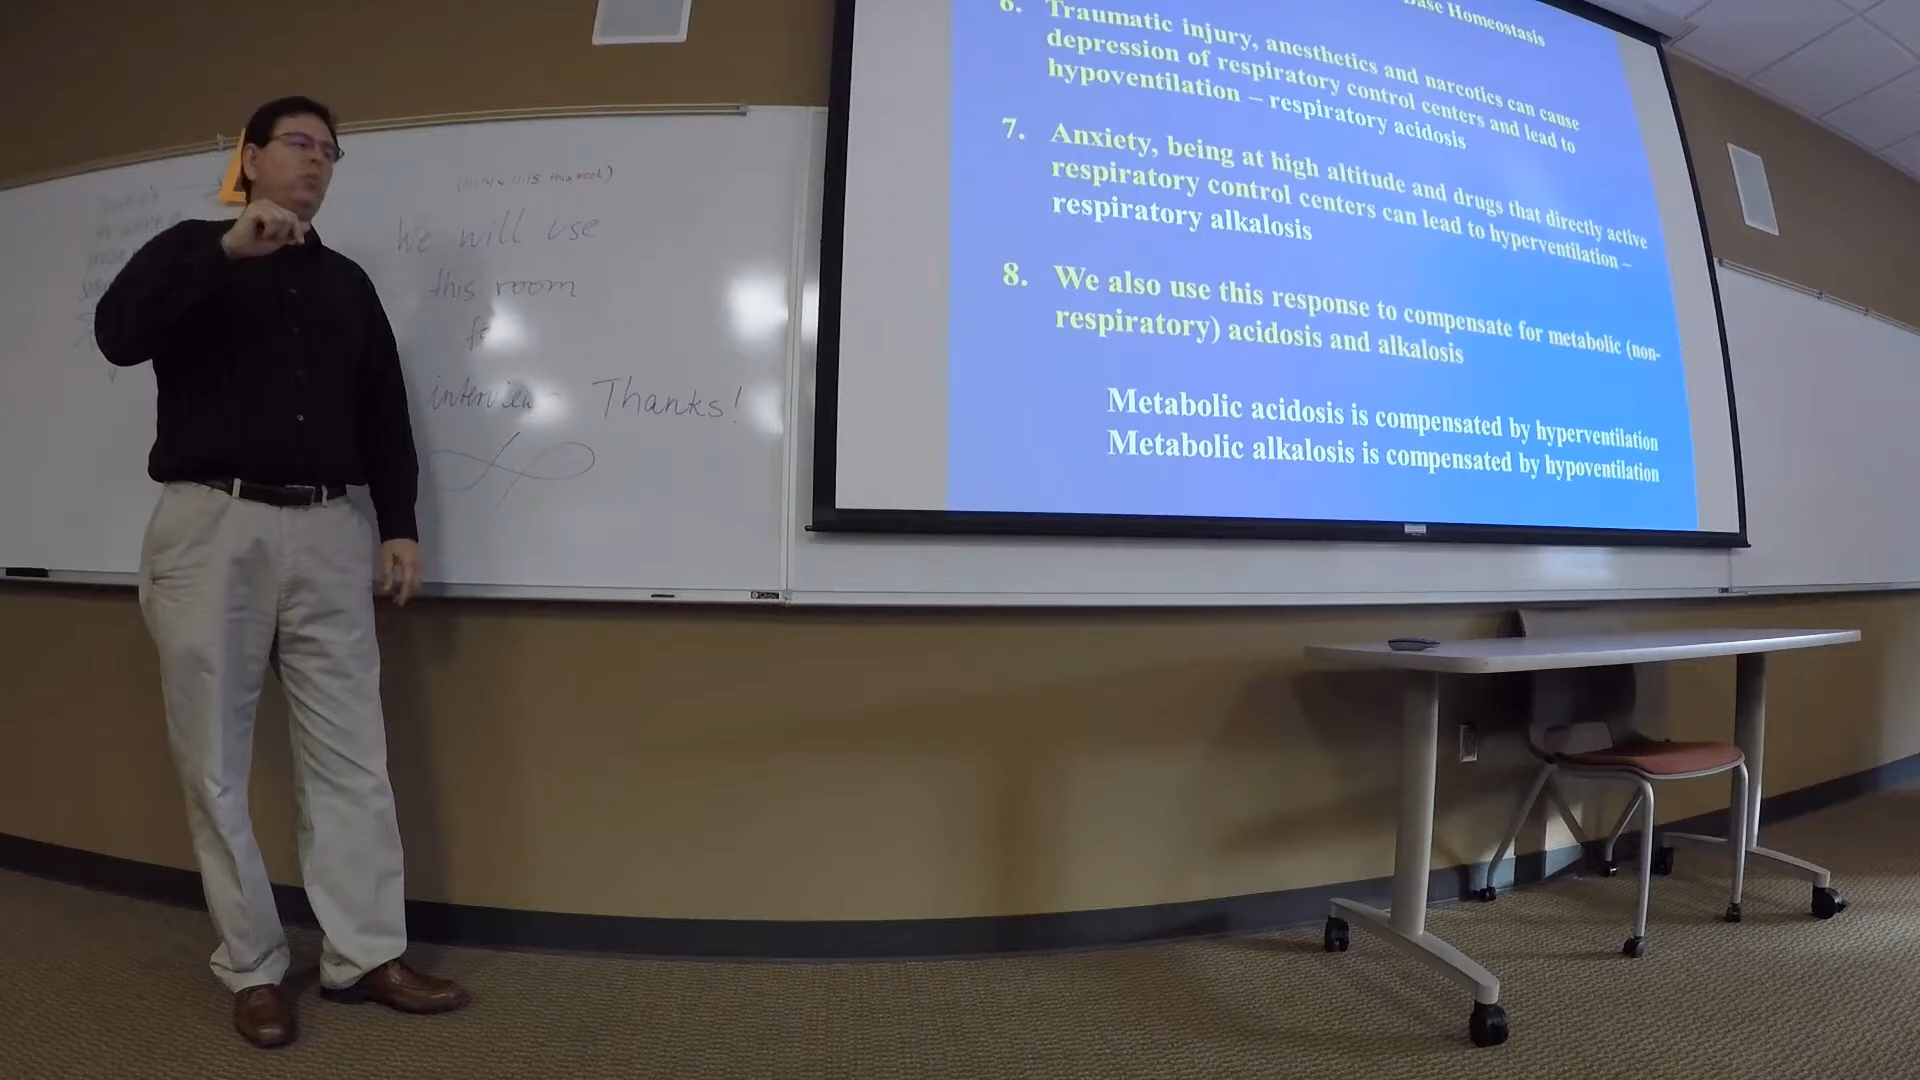 We will use
this room
interview Thanks!
Base Homeostasis
6. Traumatic injury, anesthetics and narcotics can cause
depression of respiratory control centers and lead to
hypoventilation – respiratory acidosis
7. Anxiety, being at high altitude and drugs that directly active
respiratory control centers can lead to hyperventilation –
respiratory alkalosis
8. We also use this response to compensate for metabolic (non-
respiratory) acidosis and alkalosis
Metabolic acidosis is compensated by hyperventilation
Metabolic alkalosis is compensated by hypoventilation